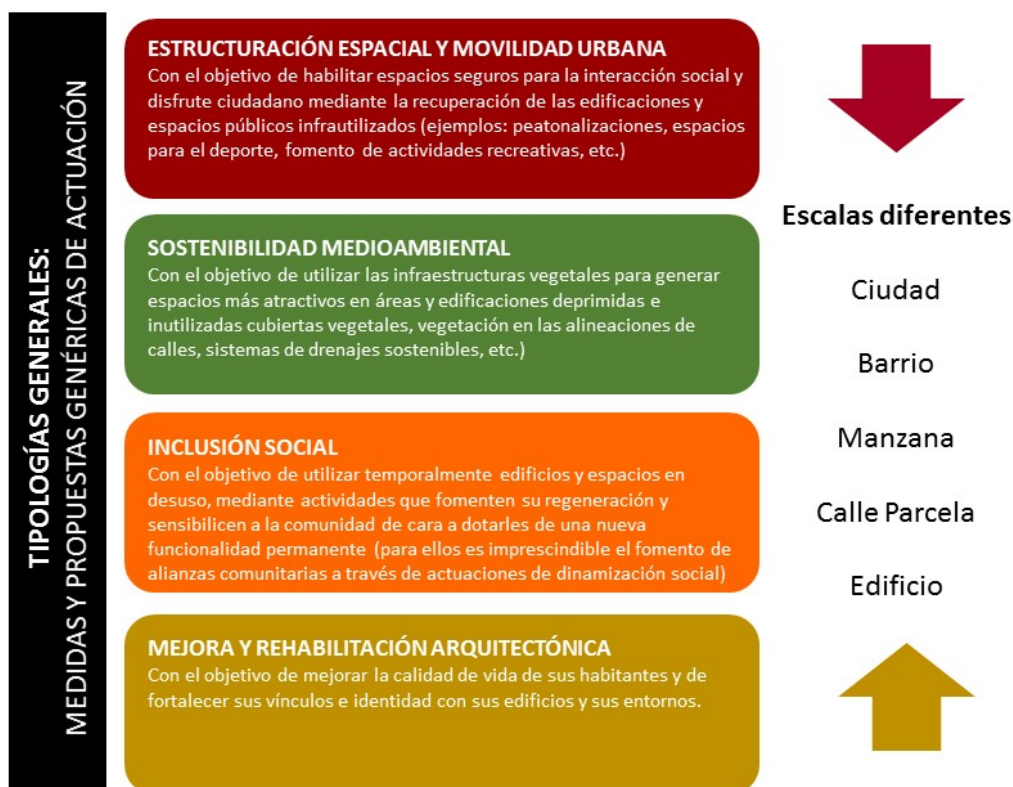 TIPOLOGÍAS GENERALES:
MEDIDAS Y PROPUESTAS GENÉRICAS DE ACTUACIÓN
ESTRUCTURACIÓN ESPACIAL Y MOVILIDAD URBANA
Con el objetivo de habilitar espacios seguros para la interacción social y
disfrute ciudadano mediante la recuperación de las edificaciones y
espacios públicos infrautilizados (ejemplos: peatonalizaciones, espacios
para el deporte, fomento de actividades recreativas, etc.)
SOSTENIBILIDAD MEDIOAMBIENTAL
Con el objetivo de utilizar las infraestructuras vegetales para generar
espacios más atractivos en áreas y edificaciones deprimidas e
inutilizadas cubiertas vegetales, vegetación en las alineaciones de
calles, sistemas de drenajes sostenibles, etc.)
INCLUSIÓN SOCIAL
Con el objetivo de utilizar temporalmente edificios y espacios en
desuso, mediante actividades que fomenten su regeneración y
sensibilicen a la comunidad de cara a dotarles de una nueva
funcionalidad permanente (para ellos es imprescindible el fomento de
alianzas comunitarias a través de actuaciones de dinamización social)
MEJORA Y REHABILITACIÓN ARQUITECTÓNICA
Con el objetivo de mejorar la calidad de vida de sus habitantes y de
fortalecer sus vínculos e identidad con sus edificios y sus entornos.
Escalas diferentes
Ciudad
Barrio
Manzana
Calle Parcela
Edificio